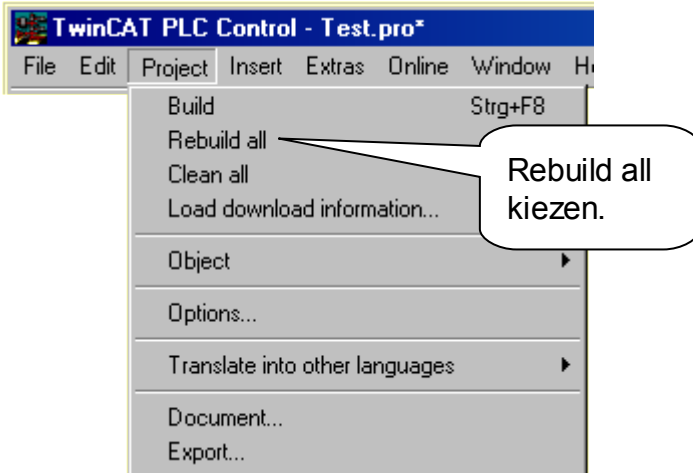 TwinCAT PLC Control - Test.pro*
File Edit Project Insert Extras Online Window
Build Strg+F8
Rebuild all
Clean all
Load download information...
Object
Options...
Translate into other languages
Document...
Export...
Rebuild all
kiezen.